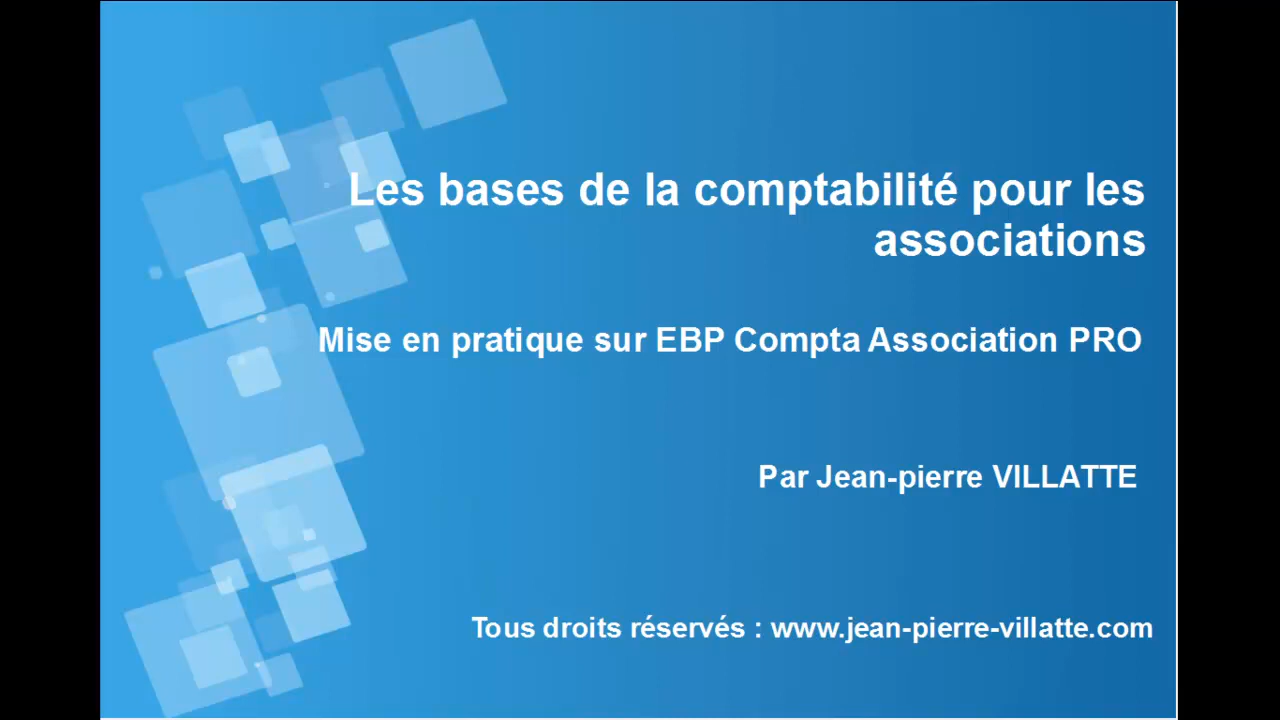 Les bases de la comptabilité pour les
associations
Mise en pratique sur EBP Compta Association PRO
Par Jean-pierre VILLATTE
Tous droits réservés : www.jean-pierre-villatte.com